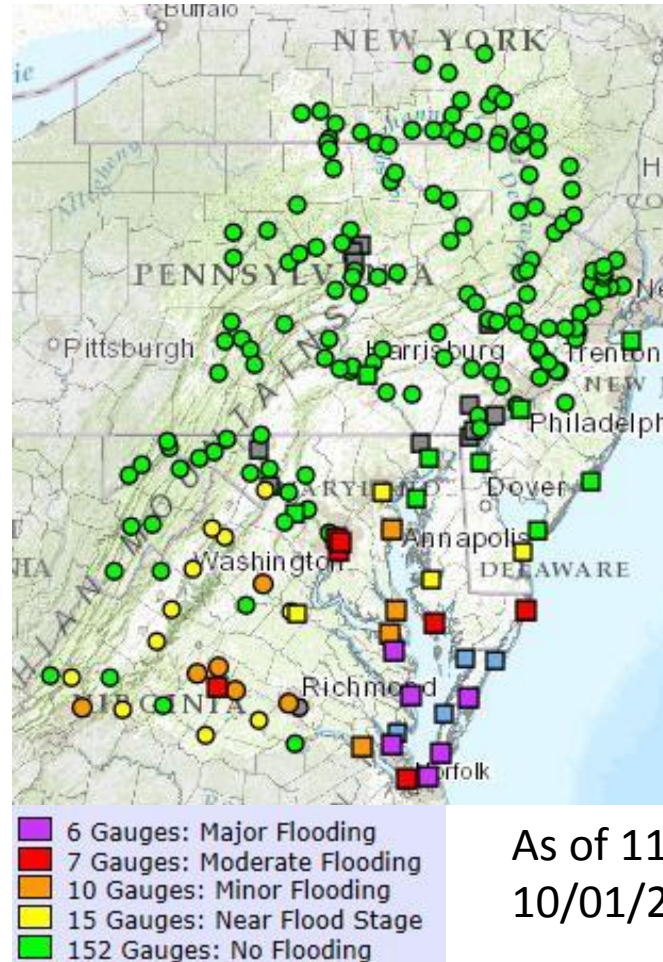 Buffalo
NEW YORK
Allegheny
PENNSYLVANIA
Pittsburgh
Harrisburg
Trenton
NEW
Philadelph
MARYLAND
Dover
Annapolis
Washington
DELAWARE
VIRGINIA
Richmond
Norfolk
6 Gauges: Major Flooding
7 Gauges: Moderate Flooding
10 Gauges: Minor Flooding
15 Gauges: Near Flood Stage
152 Gauges: No Flooding
As of 11
10/01/2